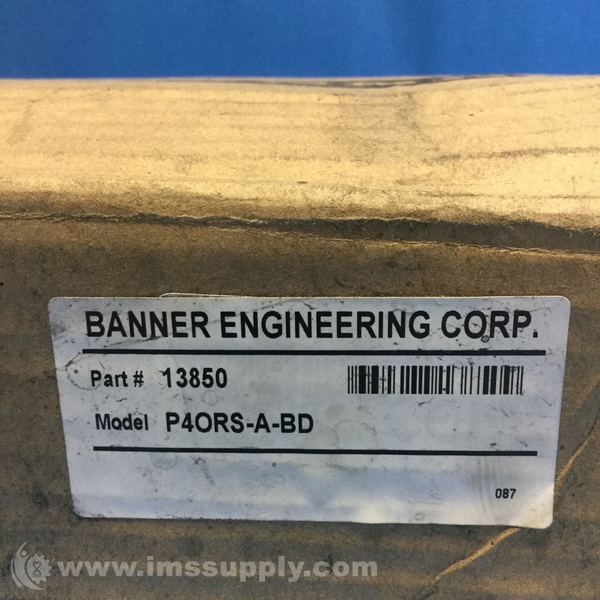 BANNER ENGINEERING CORP.
Part # 13850
Model P4ORS-A-BD
087
www.imssupply.com